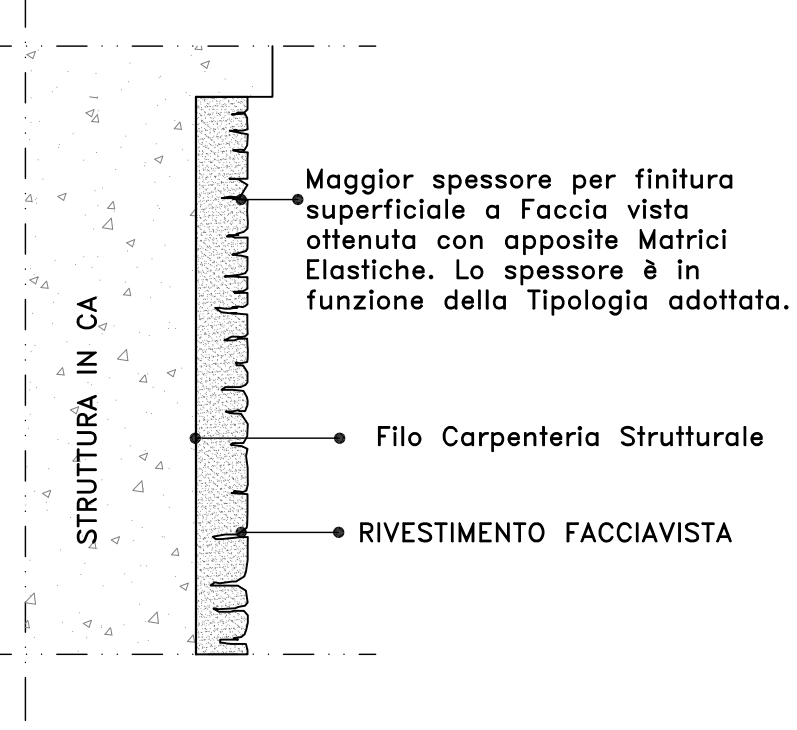 Maggior spessore per finitura
superficiale a Faccia vista
ottenuta con apposite Matrici
Elastiche. Lo spessore è in
funzione della Tipologia adottata.
STRUTTURA IN CA
Filo Carpenteria Strutturale
RIVESTIMENTO FACCIAVISTA